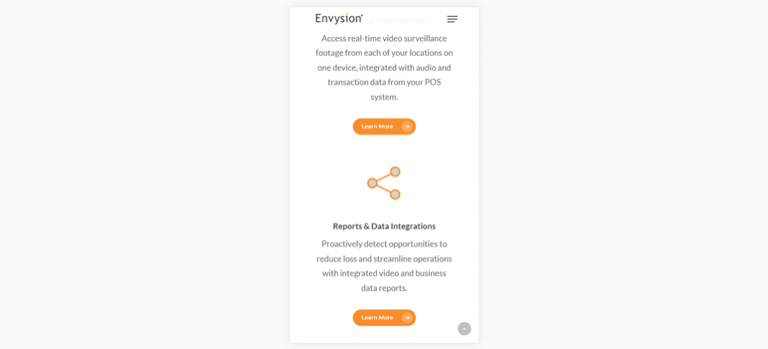 Envysion
Access real-time video surveillance
footage from each of your locations on
one device, integrated with audio and
transaction data from your POS
system.
Learn More
Reports & Data Integrations
Proactively detect opportunities to
reduce loss and streamline operations
with integrated video and business
data reports.
Learn More